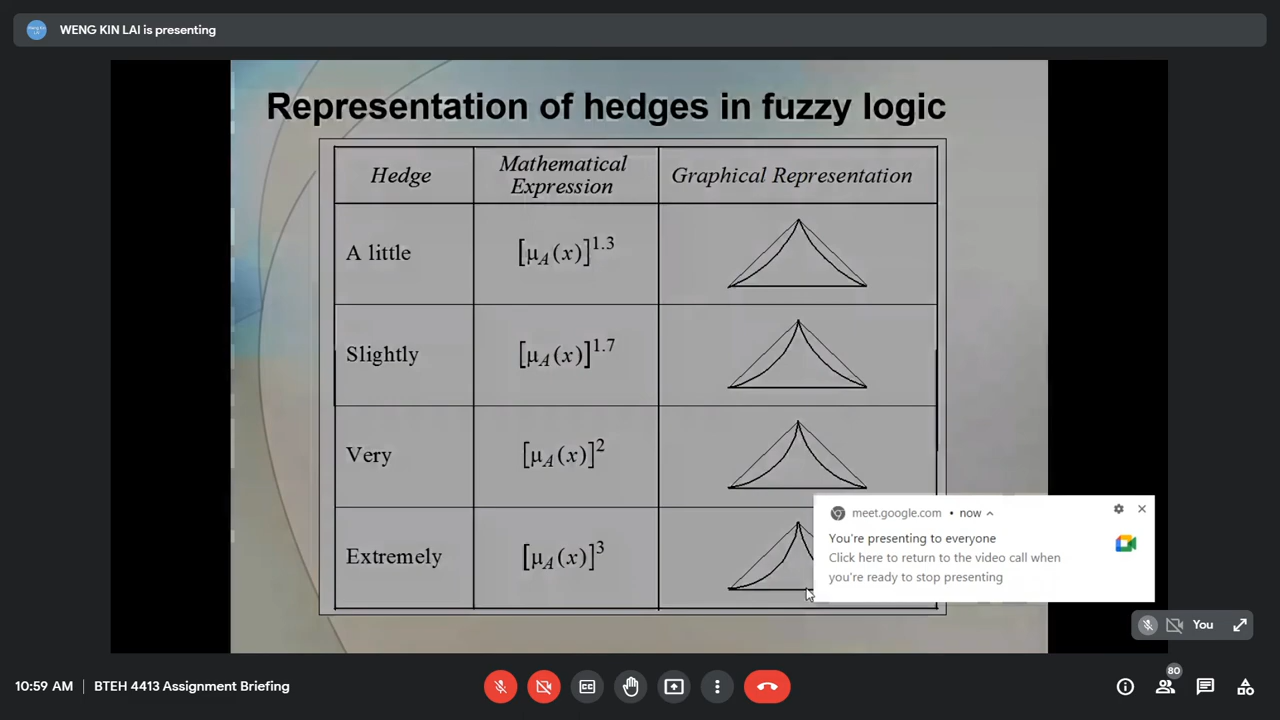 WENG KIN LAI is presenting
Representation of hedges in fuzzy logic
Hedge
Mathematical
Expression
Graphical Representation
A little
[μA(x)]^1.3
Slightly
[μA(x)]^1.7
Very
[μA(x)]^2
Extremely
[μA(x)]^3
meet.google.com • now
You're presenting to everyone
Click here to return to the video call when
you're ready to stop presenting
You
10:59 AM | BTEH 4413 Assignment Briefing
80